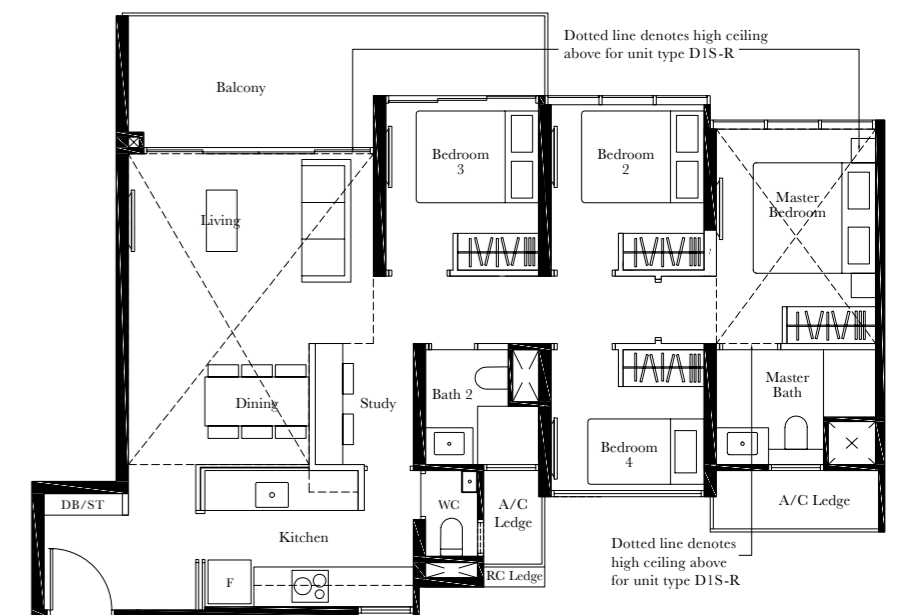 Dotted line denotes high ceiling
above for unit type D1S-R
Balcony
Bedroom
3
Bedroom
2
Master
Bedroom
Living
Master
Bath
Bath 2
Dining
Study
Bedroom
4
DB/ST
WC
A/C
Ledge
A/C Ledge
Kitchen
Dotted line denotes
high ceiling above
for unit type D1S-R
F
RC Ledge